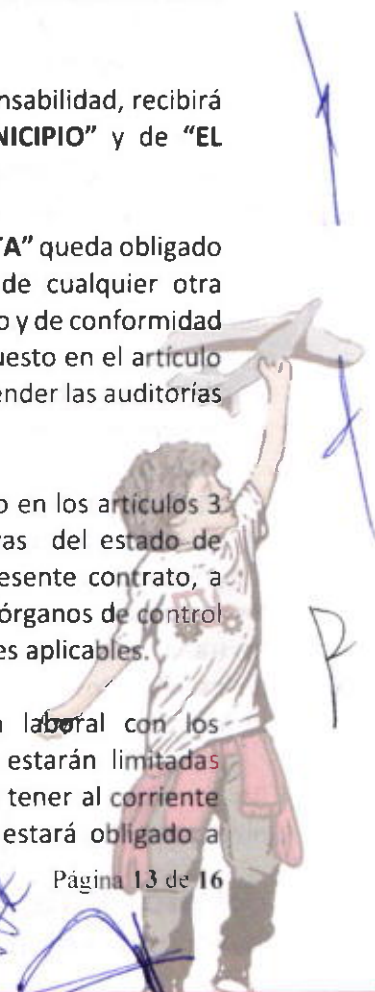 nsabilidad, recibirá
NICIPIO" y de "EL
TA" queda obligado
de cualquier otra
o y de conformidad
uesto en el artículo
ender las auditorías
o en los artículos 3
ras del estado de
esente contrato, a
órganos de control
es aplicables.
n laboral con los
estarán limitadas
tener al corriente
estará obligado a
Página 13 de 16